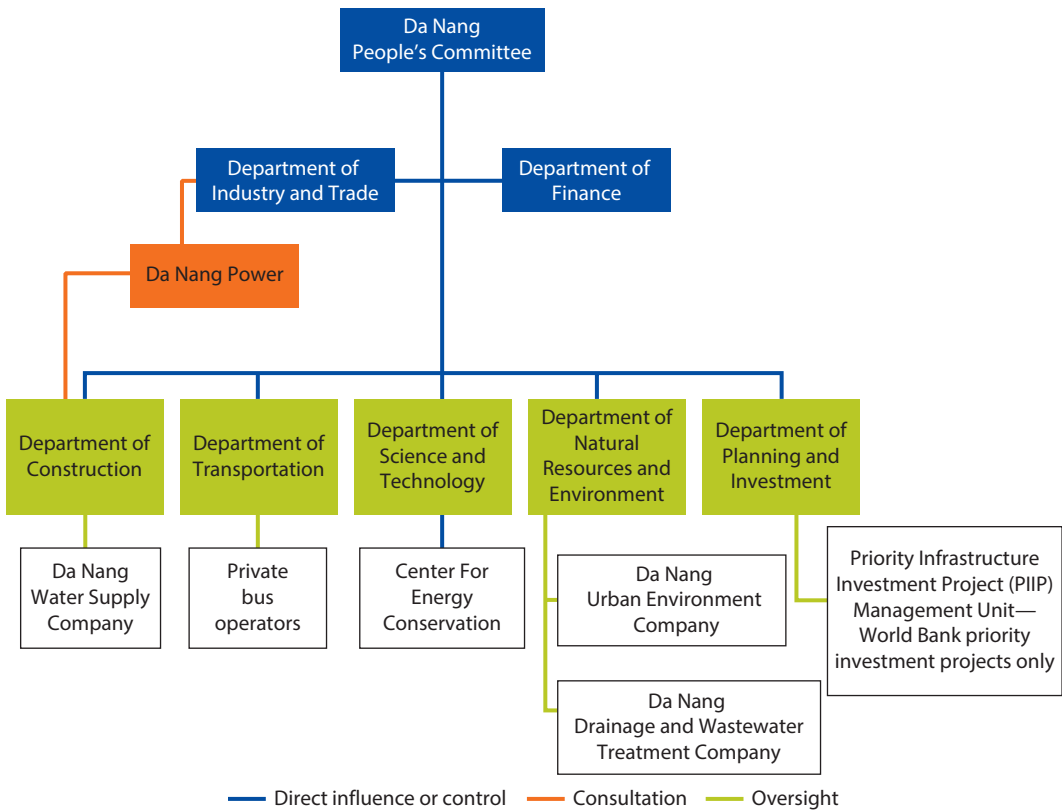 Da Nang
People’s Committee
Department of
Industry and Trade
Department of
Finance
Da Nang Power
Department of
Construction
Department of
Transportation
Department of
Science and
Technology
Department of
Natural
Resources and
Environment
Department of
Planning and
Investment
Da Nang
Water Supply
Company
Private
bus
operators
Center For
Energy
Conservation
Da Nang
Urban Environment
Company
Da Nang
Drainage and Wastewater
Treatment Company
Priority Infrastructure
Investment Project (PIIP)
Management Unit—
World Bank priority
investment projects only
Direct influence or control
Consultation
Oversight